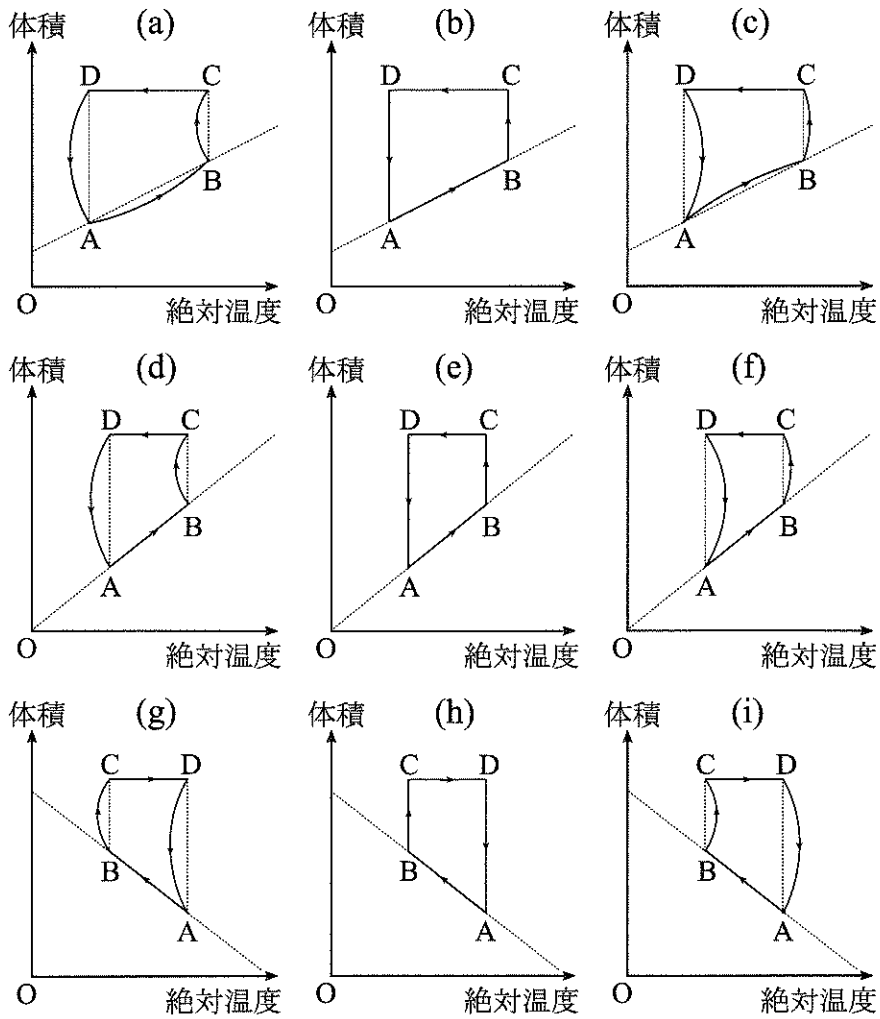 体積 (a)
D C
B
A
O 絶対温度
体積 (b)
D C
B
A
O 絶対温度
体積 (c)
D C
B
A
O 絶対温度
体積 (d)
D C
B
A
O 絶対温度
体積 (e)
D C
B
A
O 絶対温度
体積 (f)
D C
B
A
O 絶対温度
体積 (g)
C D
B
A
O 絶対温度
体積 (h)
C D
B
A
O 絶対温度
体積 (i)
C D
B
A
O 絶対温度